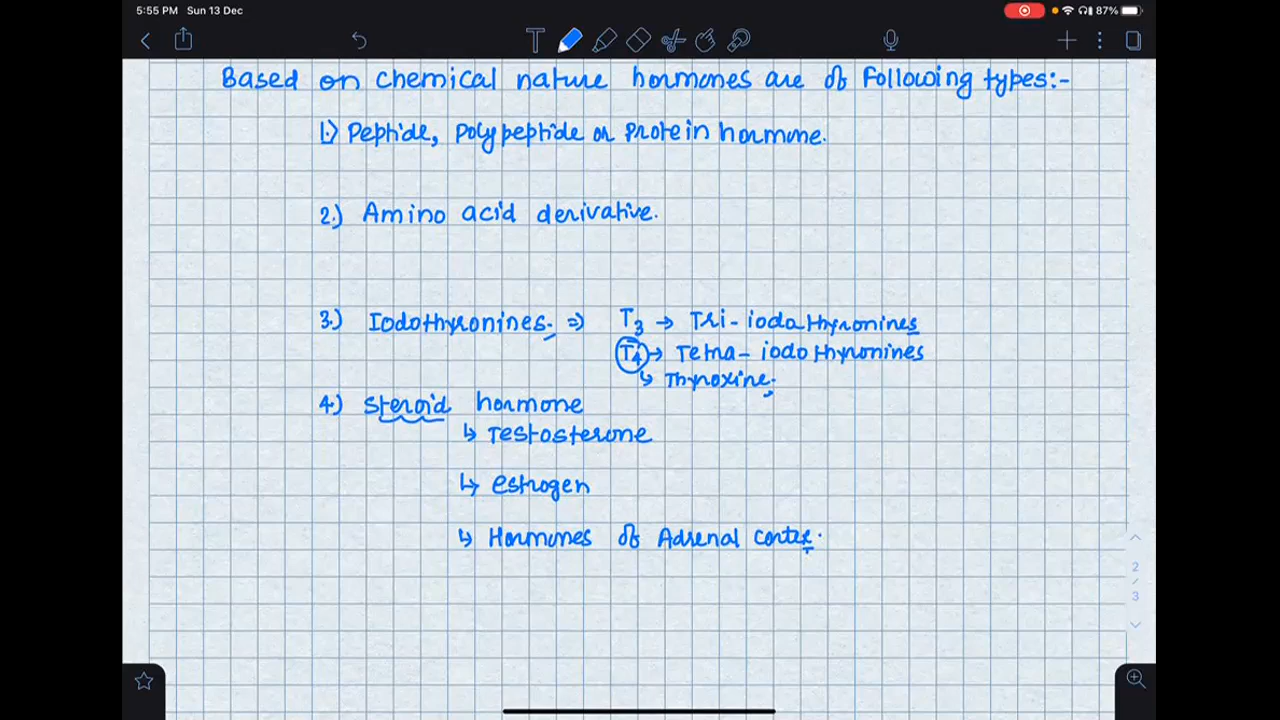 5:55 PM Sun 13 Dec
87%
Based on chemical nature hormones are of following types:-
1.) Peptide, polypeptide or protein hormone.
2.) Amino acid derivative.
3.) Iodothyronines. ⇒ T3 → Tri-iodothyronines
T4 → Tetra-iodothyronines
↳ Thyroxine.
4.) Steroid hormone
↳ Testosterone
↳ estrogen
↳ Hormones of Adrenal cortex.
2
/
3